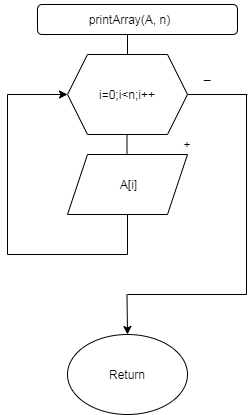 printArray(A, n)
i=0;i<n;i++
–
+
A[i]
Return